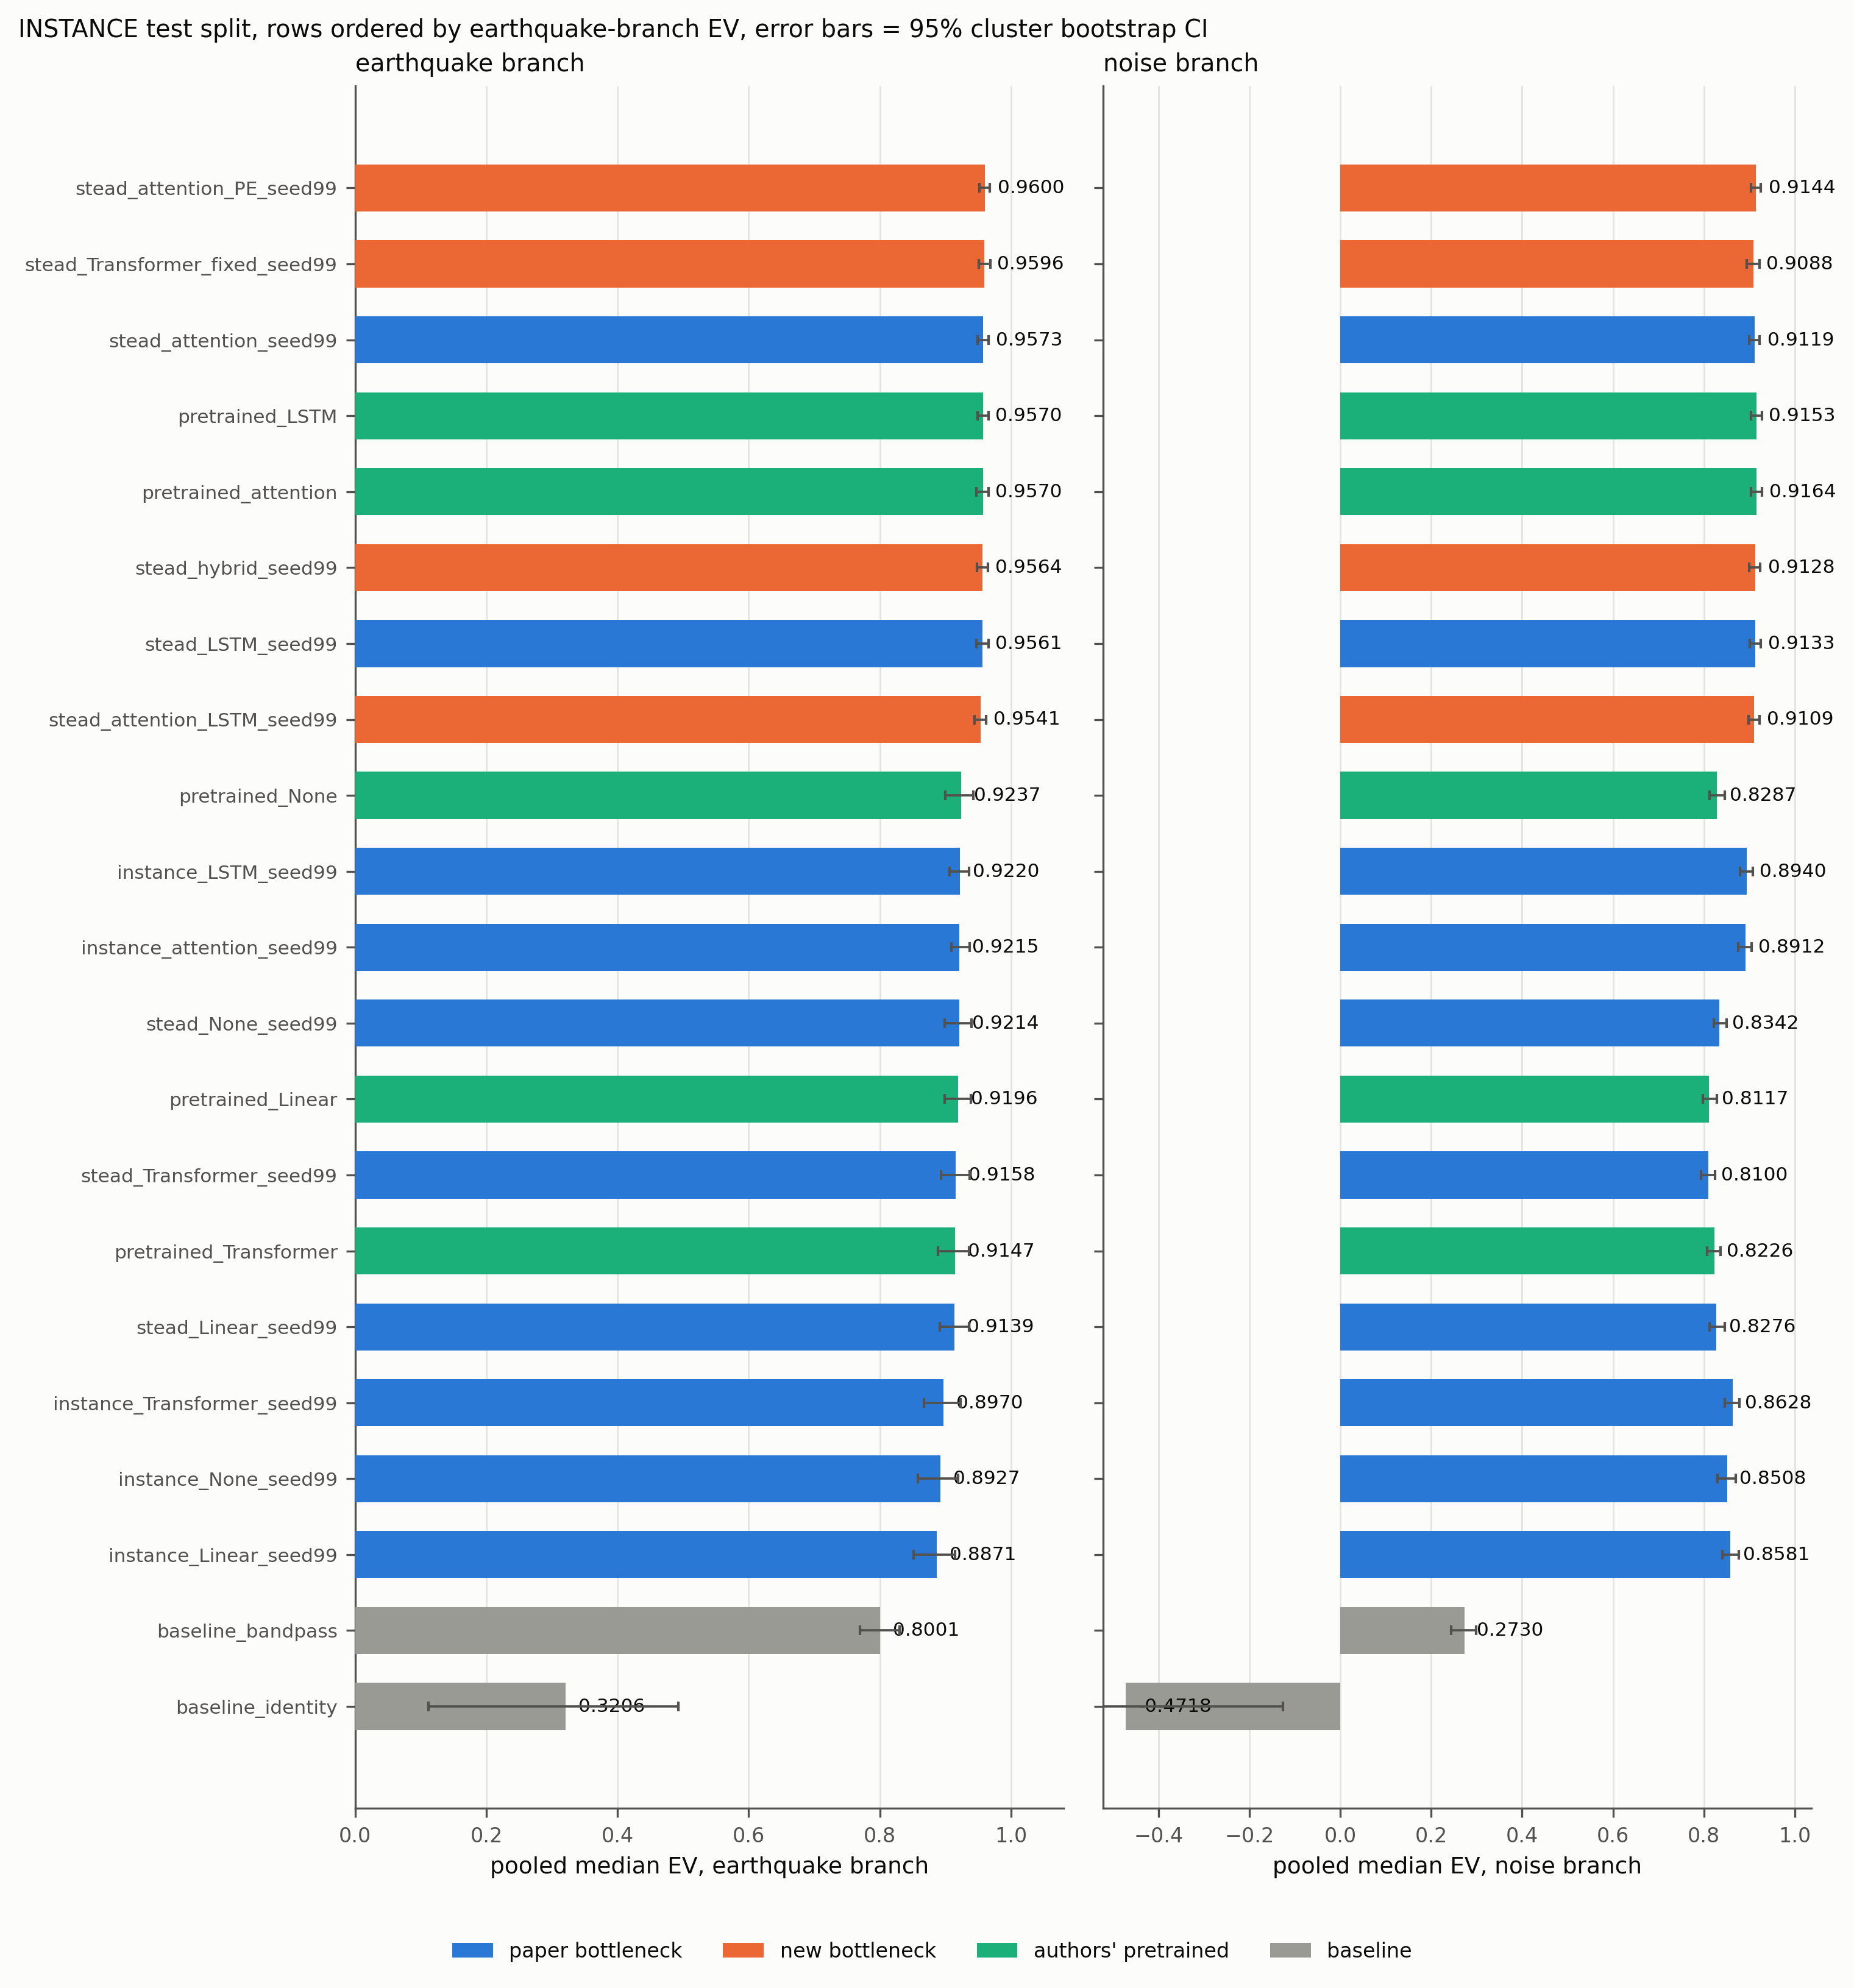 INSTANCE test split, rows ordered by earthquake-branch EV, error bars = 95% cluster bootstrap CI
earthquake branch
noise branch
stead_attention_PE_seed99 0.9600 0.9144
stead_Transformer_fixed_seed99 0.9596 0.9088
stead_attention_seed99 0.9573 0.9119
pretrained_LSTM 0.9570 0.9153
pretrained_attention 0.9570 0.9164
stead_hybrid_seed99 0.9564 0.9128
stead_LSTM_seed99 0.9561 0.9133
stead_attention_LSTM_seed99 0.9541 0.9109
pretrained_None 0.9237 0.8287
instance_LSTM_seed99 0.9220 0.8940
instance_attention_seed99 0.9215 0.8912
stead_None_seed99 0.9214 0.8342
pretrained_Linear 0.9196 0.8117
stead_Transformer_seed99 0.9158 0.8100
pretrained_Transformer 0.9147 0.8226
stead_Linear_seed99 0.9139 0.8276
instance_Transformer_seed99 0.8970 0.8628
instance_None_seed99 0.8927 0.8508
instance_Linear_seed99 0.8871 0.8581
baseline_bandpass 0.8001 0.2730
baseline_identity 0.3206 0.4718
0.0 0.2 0.4 0.6 0.8 1.0
−0.4 −0.2 0.0 0.2 0.4 0.6 0.8 1.0
pooled median EV, earthquake branch
pooled median EV, noise branch
paper bottleneck
new bottleneck
authors' pretrained
baseline